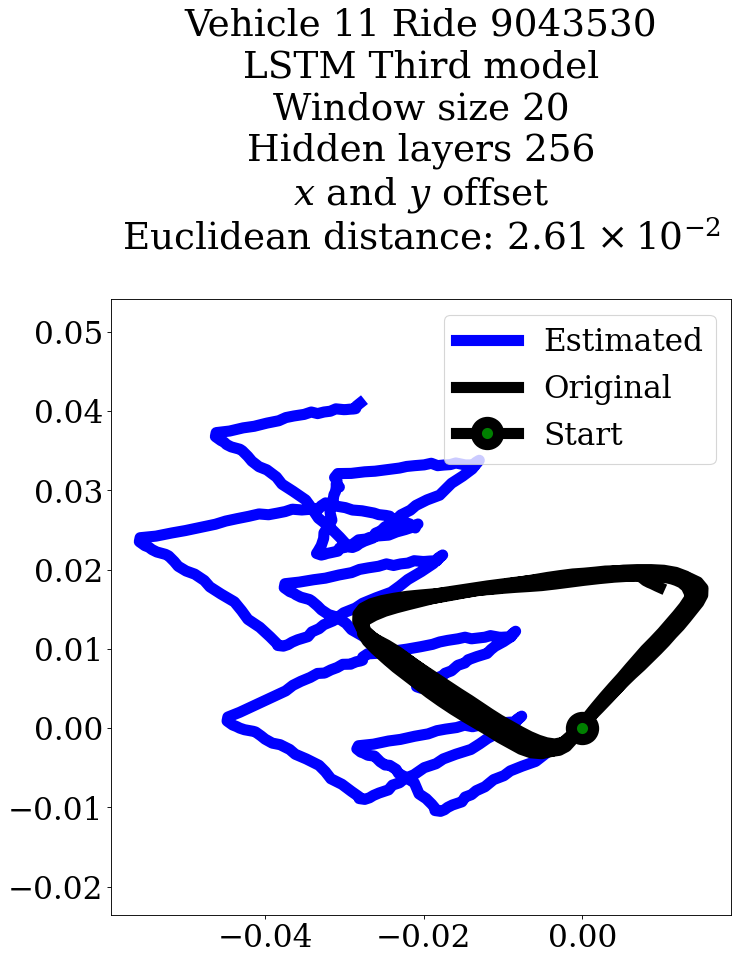 Vehicle 11 Ride 9043530
LSTM Third model
Window size 20
Hidden layers 256
x and y offset
Euclidean distance: 2.61 × 10⁻²
Estimated
Original
Start
0.05
0.04
0.03
0.02
0.01
0.00
−0.01
−0.02
−0.04 −0.02 0.00